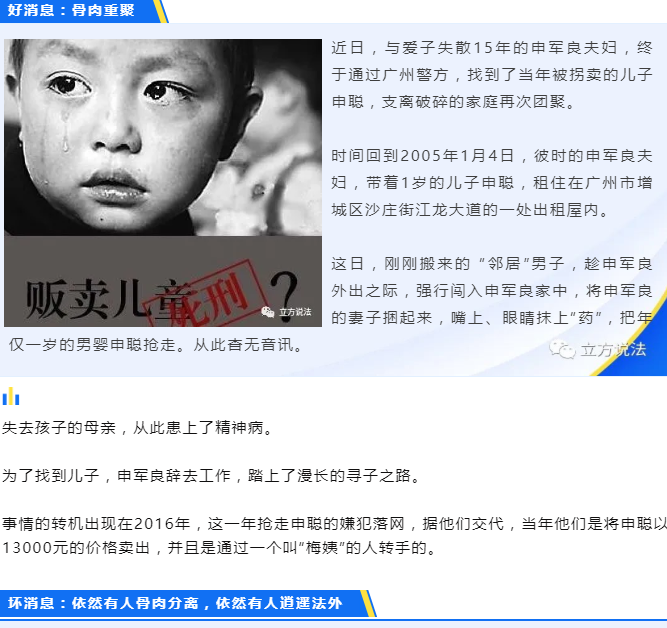 好消息：骨肉重聚
近日，与爱子失散15年的申军良夫妇，终
于通过广州警方，找到了当年被拐卖的儿子
申聪，支离破碎的家庭再次团聚。
时间回到2005年1月4日，彼时的申军良夫
妇，带着1岁的儿子申聪，租住在广州市增
城区沙庄街江龙大道的一处出租屋内。
这日，刚刚搬来的“邻居”男子，趁申军良
外出之际，强行闯入申军良家中，将申军良
的妻子捆起来，嘴上、眼睛抹上“药”，把年
仅一岁的男婴申聪抢走。从此杳无音讯。
贩卖儿童死刑？
立方说法
立方说法
失去孩子的母亲，从此患上了精神病。
为了找到儿子，申军良辞去工作，踏上了漫长的寻子之路。
事情的转机出现在2016年，这一年抢走申聪的嫌犯落网，据他们交代，当年他们是将申聪以
13000元的价格卖出，并且是通过一个叫“梅姨”的人转手的。
坏消息：依然有人骨肉分离，依然有人逍遥法外